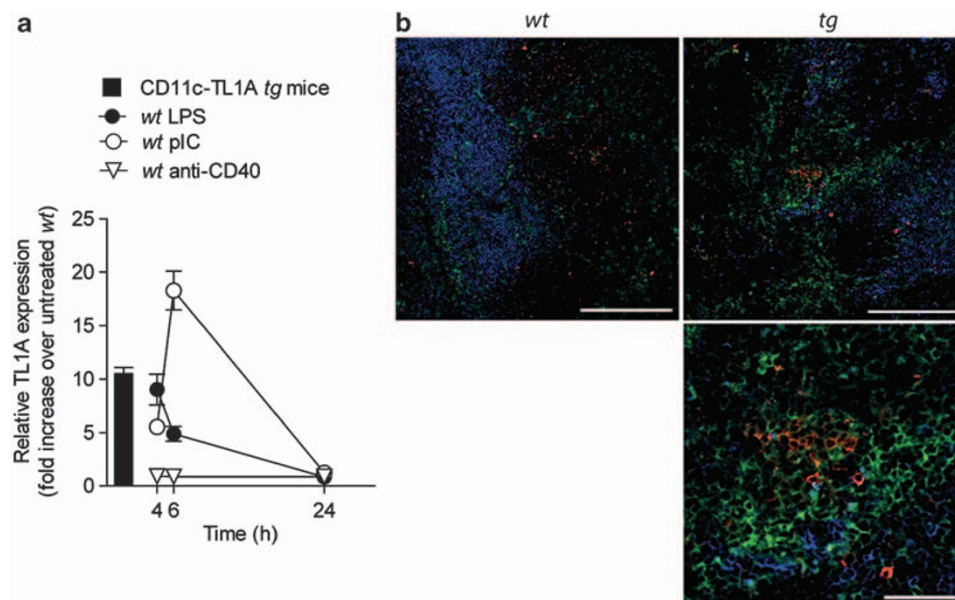 a
CD11c-TL1A tg mice
wt LPS
wt pIC
wt anti-CD40
Relative TL1A expression
(fold increase over untreated wt)
25
20
15
10
5
0
4 6 24
Time (h)
b
wt tg